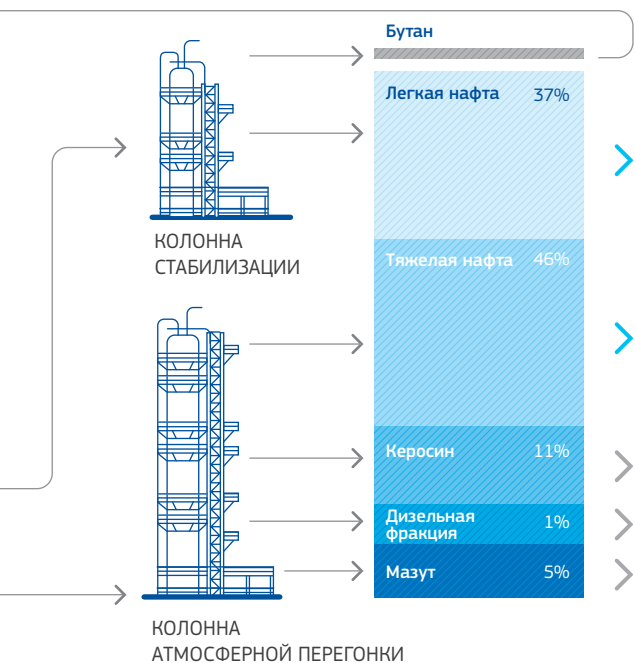 Бутан
Легкая нафта 37%
КОЛОННА
СТАБИЛИЗАЦИИ
Тяжелая нафта 46%
Керосин 11%
Дизельная
фракция 1%
Мазут 5%
КОЛОННА
АТМОСФЕРНОЙ ПЕРЕГОНКИ